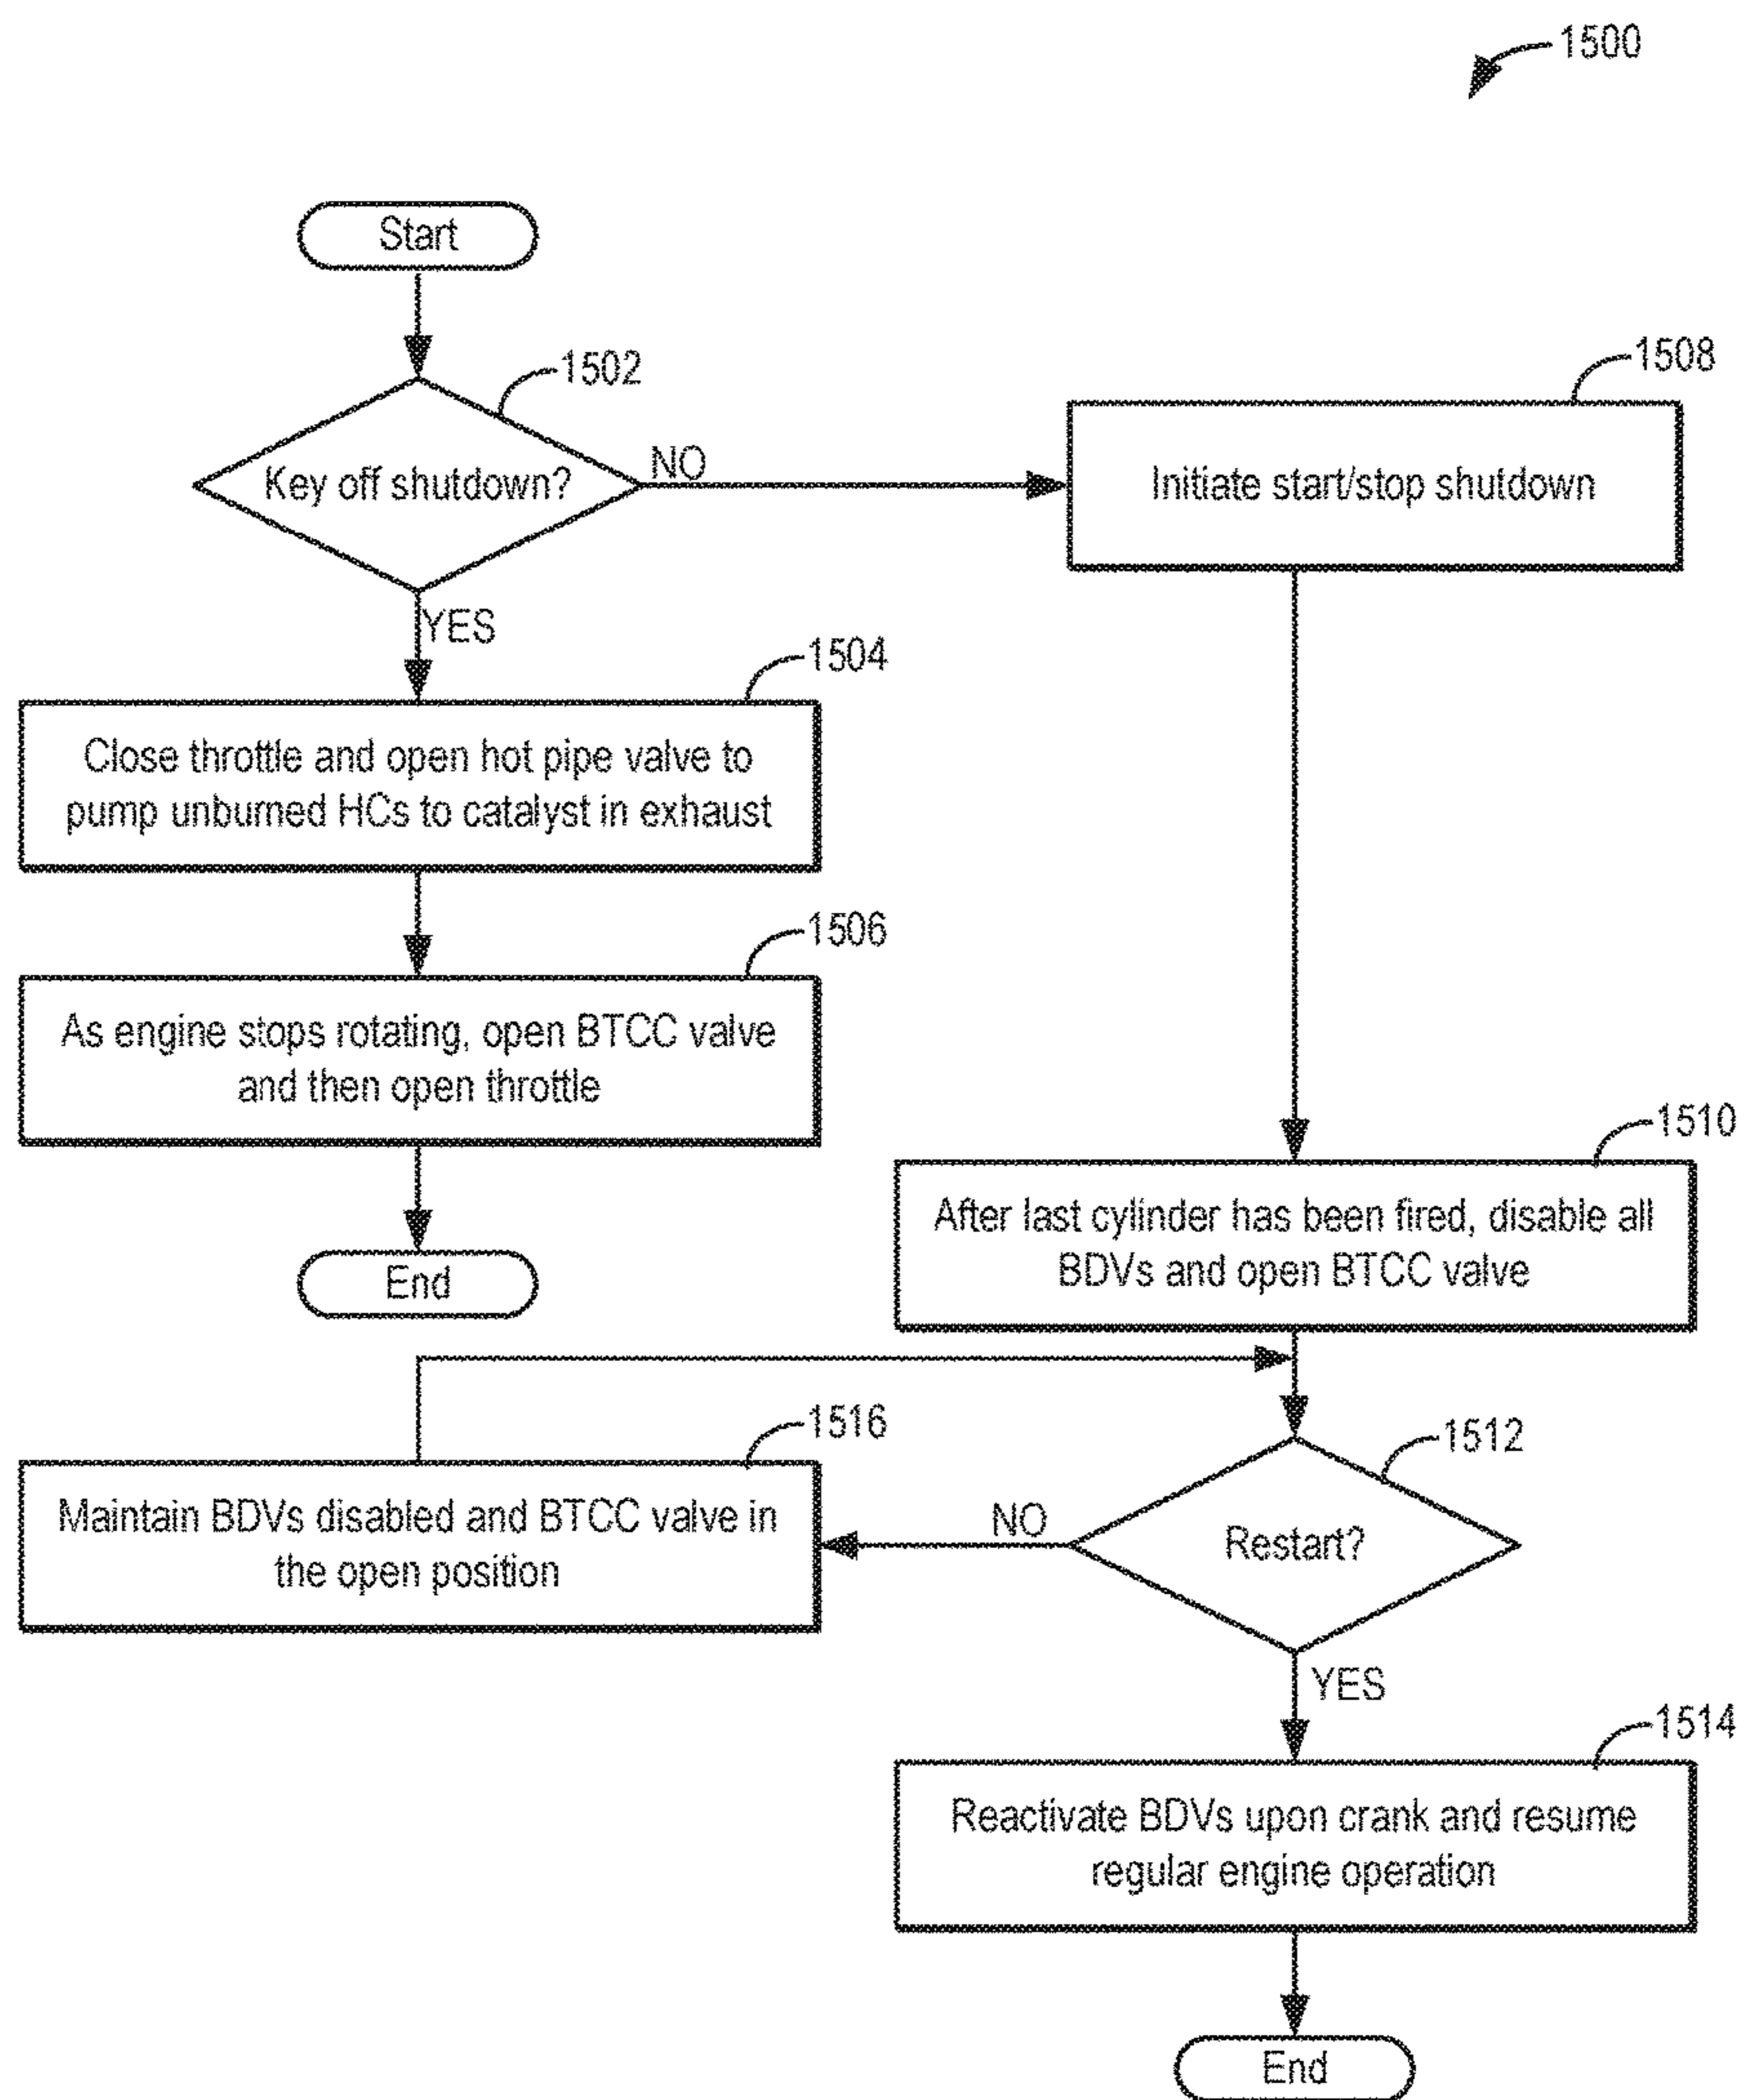 1500
Start
1502
Key off shutdown?
NO
1508
Initiate start/stop shutdown
YES
1504
Close throttle and open hot pipe valve to
pump unburned HCs to catalyst in exhaust
1506
As engine stops rotating, open BTCC valve
and then open throttle
End
1510
After last cylinder has been fired, disable all
BDVs and open BTCC valve
1512
Restart?
NO
1516
Maintain BDVs disabled and BTCC valve in
the open position
YES
1514
Reactivate BDVs upon crank and resume
regular engine operation
End